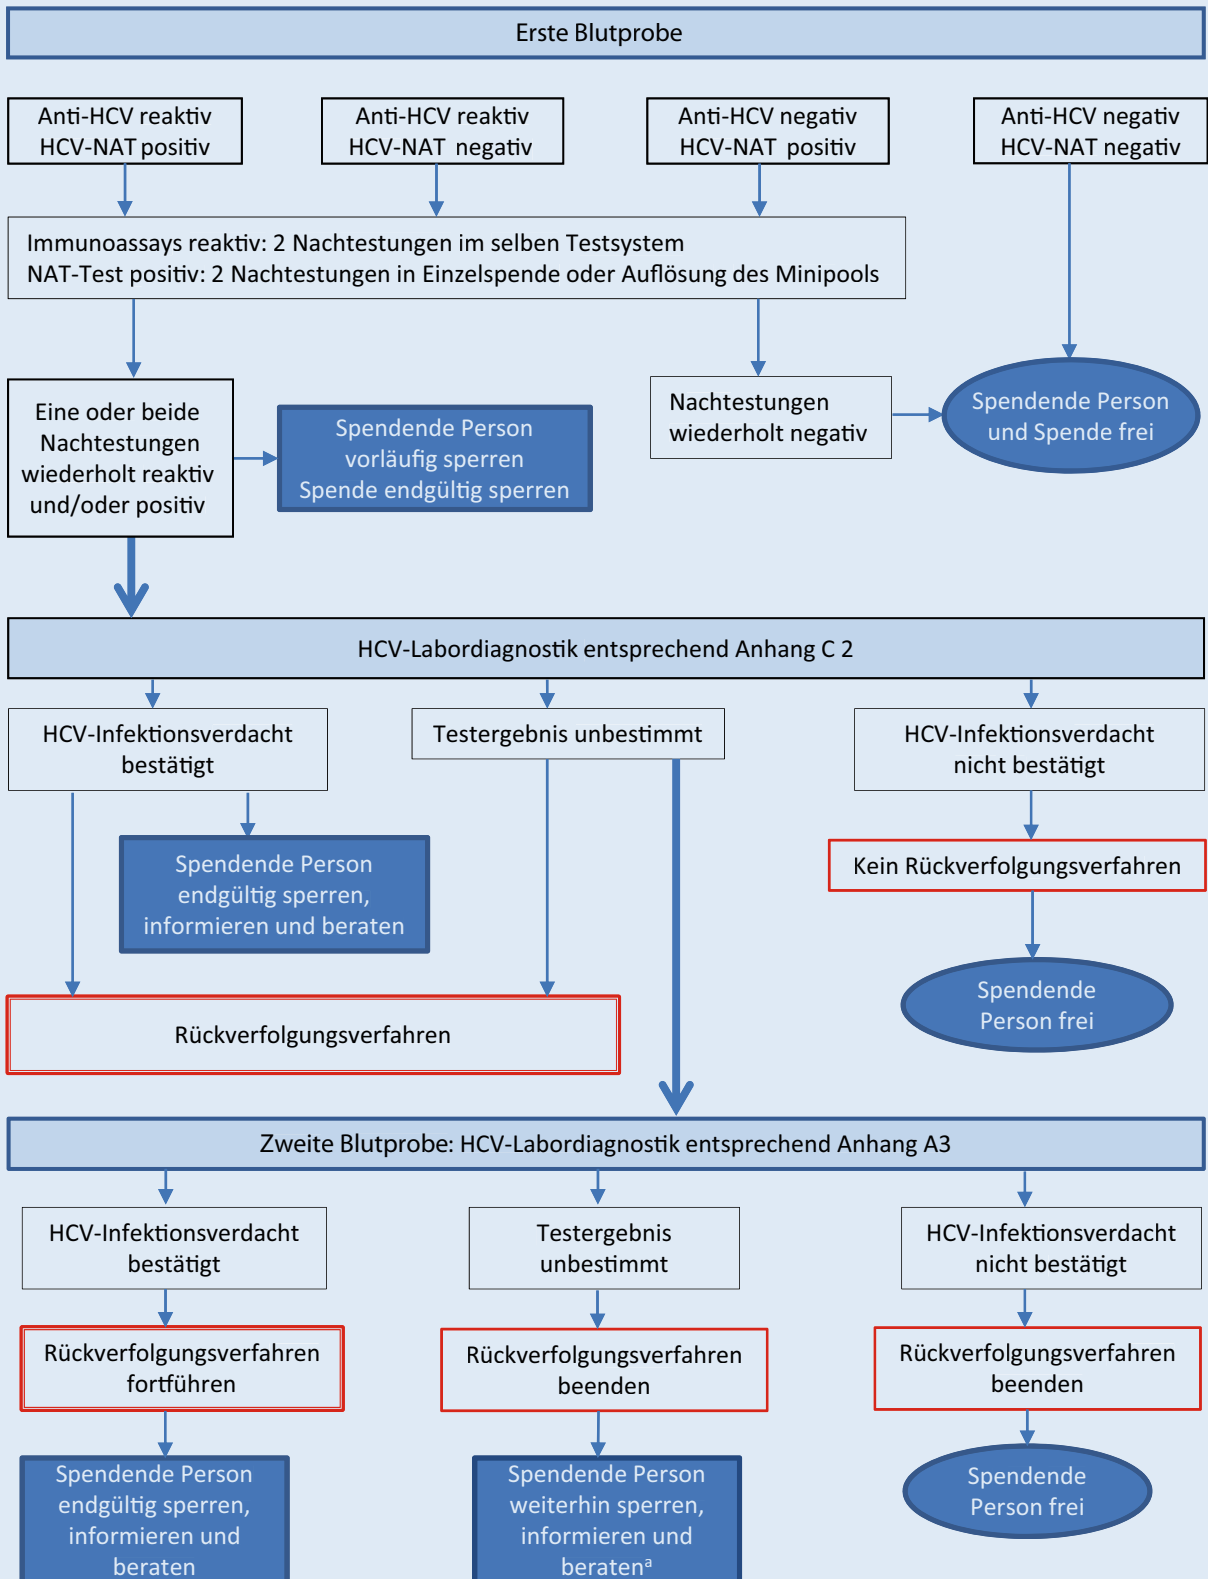 Erste Blutprobe
Anti-HCV reaktiv
HCV-NAT positiv
Anti-HCV reaktiv
HCV-NAT negativ
Anti-HCV negativ
HCV-NAT positiv
Anti-HCV negativ
HCV-NAT negativ
Immunoassays reaktiv: 2 Nachtestungen im selben Testsystem
NAT-Test positiv: 2 Nachtestungen in Einzelspende oder Auflösung des Minipools
Eine oder beide
Nachtestungen
wiederholt reaktiv
und/oder positiv
Spendende Person
vorläufig sperren
Spende endgültig sperren
Nachtestungen
wiederholt negativ
Spendende Person
und Spende frei
HCV-Labordiagnostik entsprechend Anhang C 2
HCV-Infektionsverdacht
bestätigt
Testergebnis unbestimmt
HCV-Infektionsverdacht
nicht bestätigt
Spendende Person
endgültig sperren,
informieren und beraten
Kein Rückverfolgungsverfahren
Spendende
Person frei
Rückverfolgungsverfahren
Zweite Blutprobe: HCV-Labordiagnostik entsprechend Anhang A3
HCV-Infektionsverdacht
bestätigt
Testergebnis
unbestimmt
HCV-Infektionsverdacht
nicht bestätigt
Rückverfolgungsverfahren
fortführen
Rückverfolgungsverfahren
beenden
Rückverfolgungsverfahren
beenden
Spendende Person
endgültig sperren,
informieren und
beraten
Spendende Person
weiterhin sperren,
informieren und
beratenᵃ
Spendende
Person frei